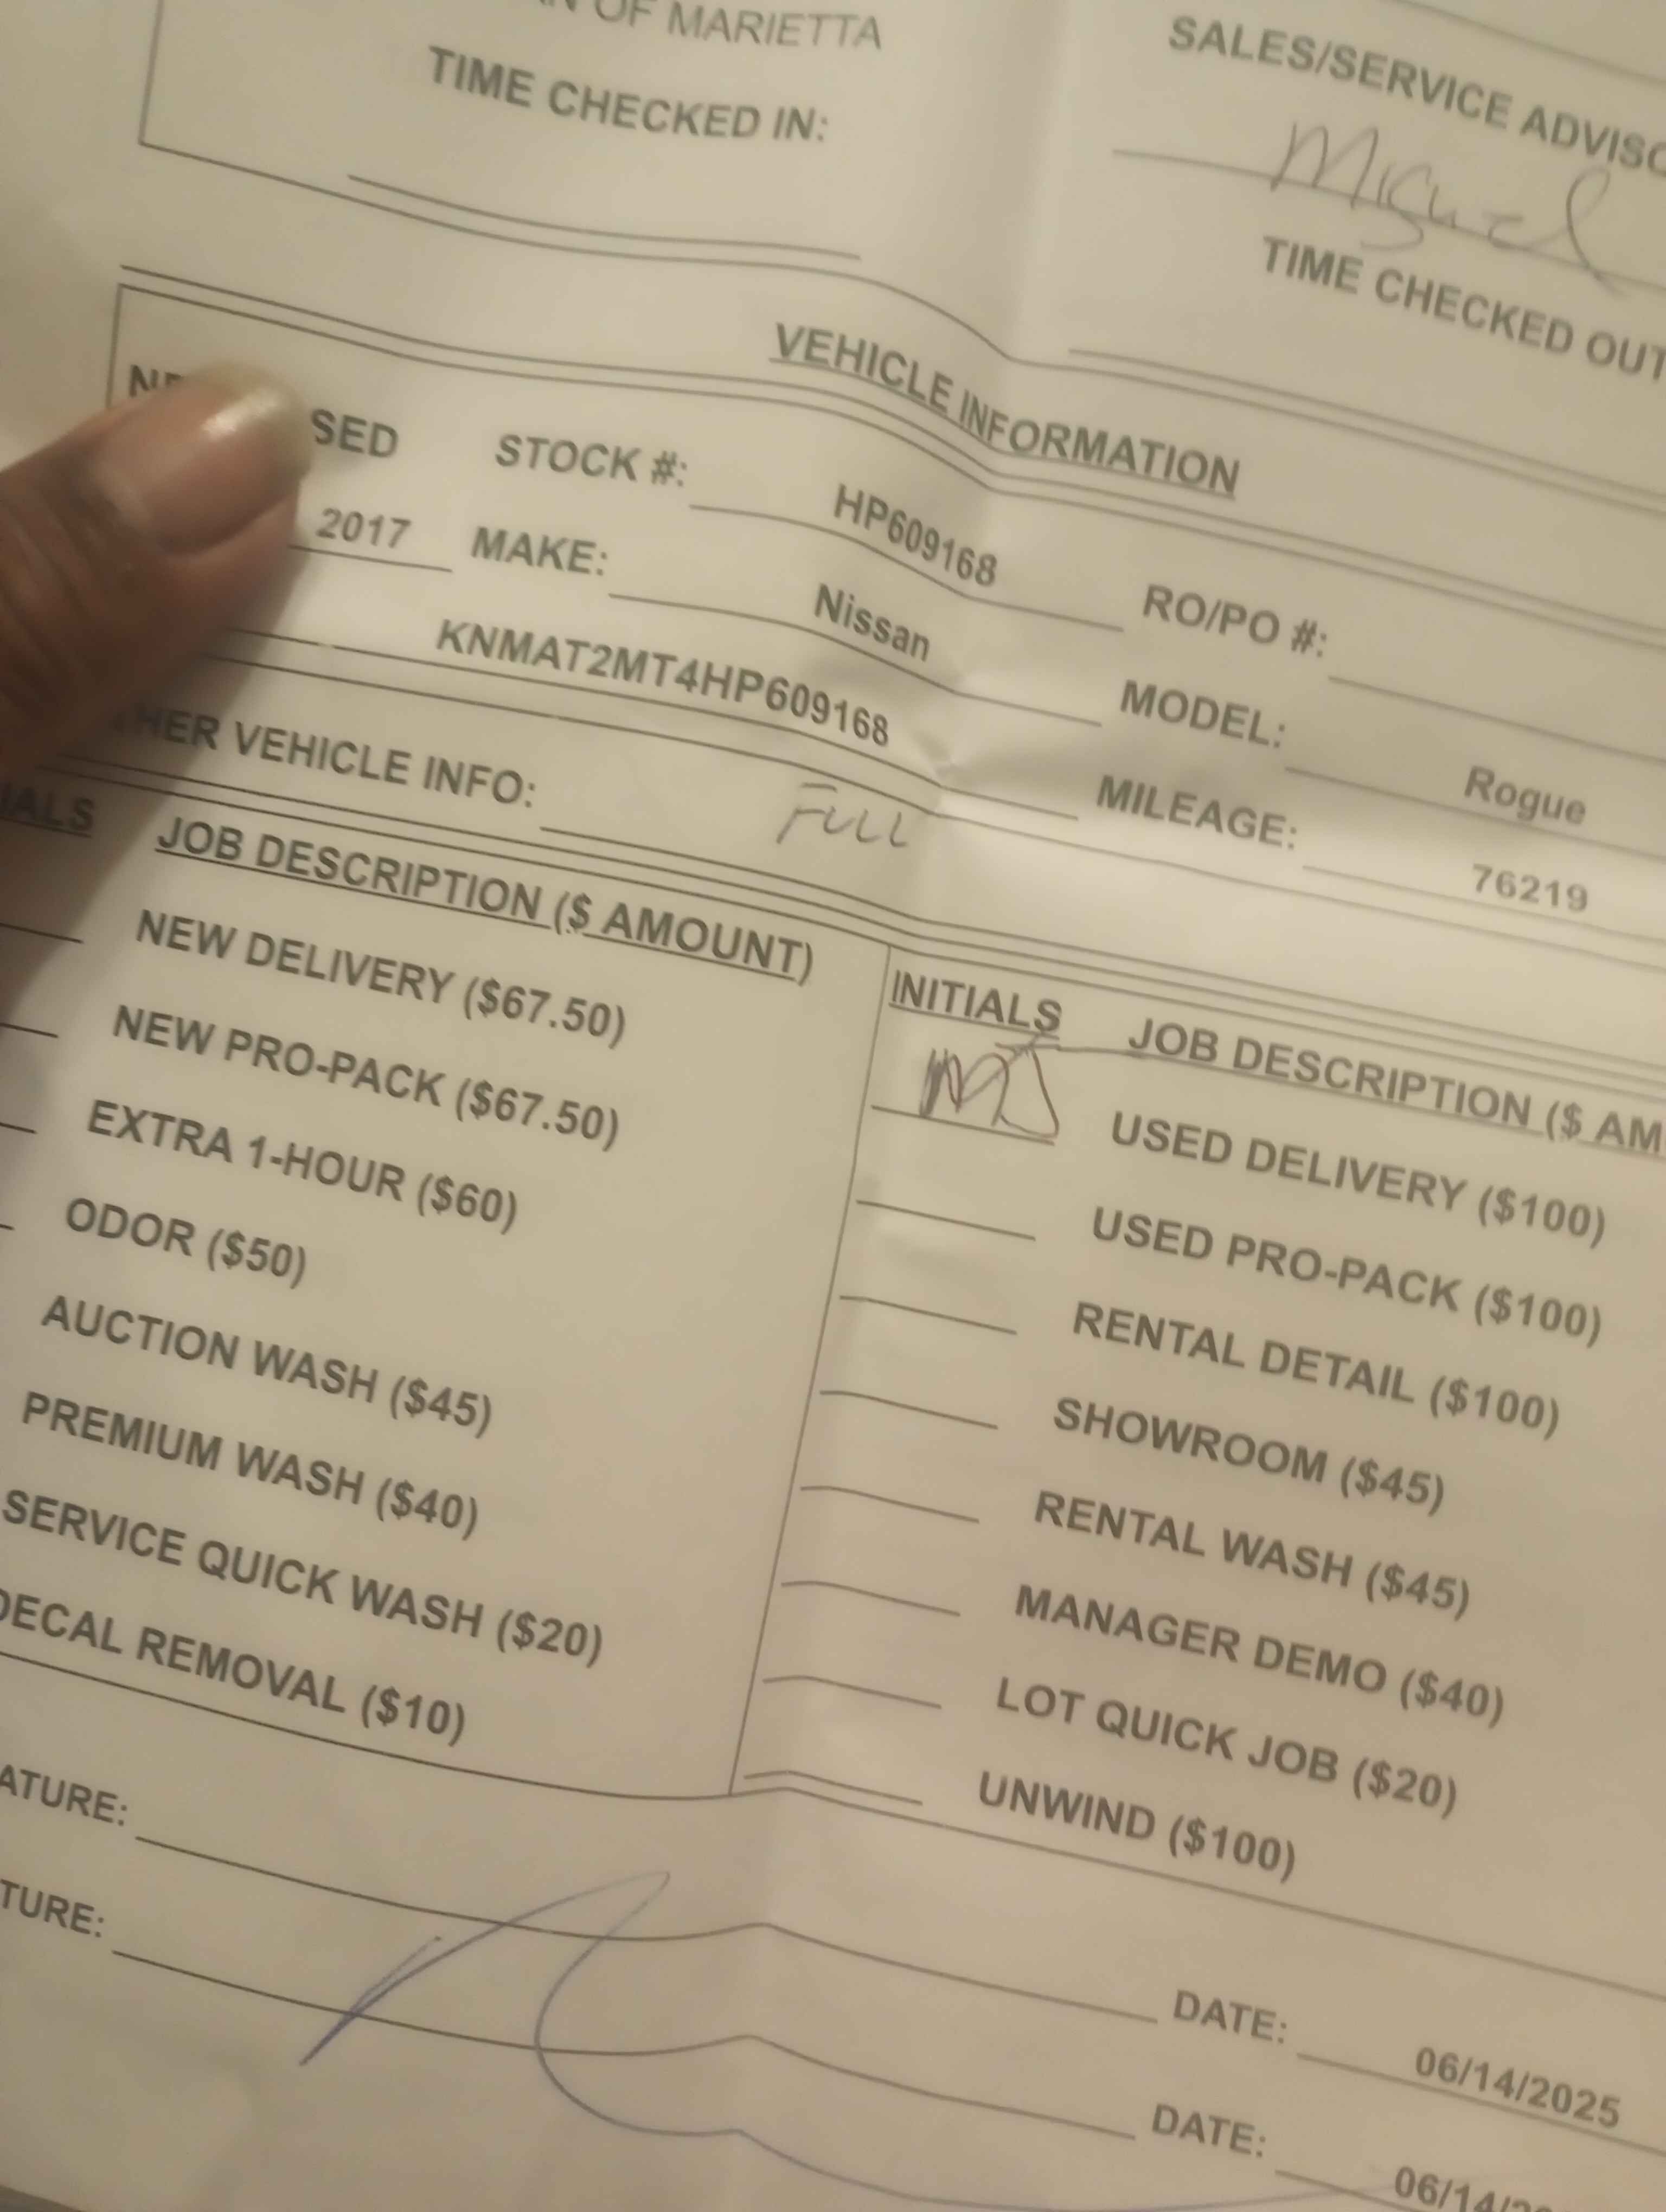 OF MARIETTA
SALES/SERVICE ADVISO
TIME CHECKED IN:
Miguel
TIME CHECKED OUT
VEHICLE INFORMATION
SED STOCK #: HP609168 RO/PO #:
2017 MAKE: Nissan MODEL: Rogue
KNMAT2MT4HP609168 MILEAGE: 76219
HER VEHICLE INFO: FULL
IALS JOB DESCRIPTION ($ AMOUNT)
NEW DELIVERY ($67.50)
NEW PRO-PACK ($67.50)
EXTRA 1-HOUR ($60)
ODOR ($50)
AUCTION WASH ($45)
PREMIUM WASH ($40)
SERVICE QUICK WASH ($20)
DECAL REMOVAL ($10)
INITIALS JOB DESCRIPTION ($ AM
USED DELIVERY ($100)
USED PRO-PACK ($100)
RENTAL DETAIL ($100)
SHOWROOM ($45)
RENTAL WASH ($45)
MANAGER DEMO ($40)
LOT QUICK JOB ($20)
UNWIND ($100)
ATURE: DATE: 06/14/2025
TURE: DATE: 06/14/20